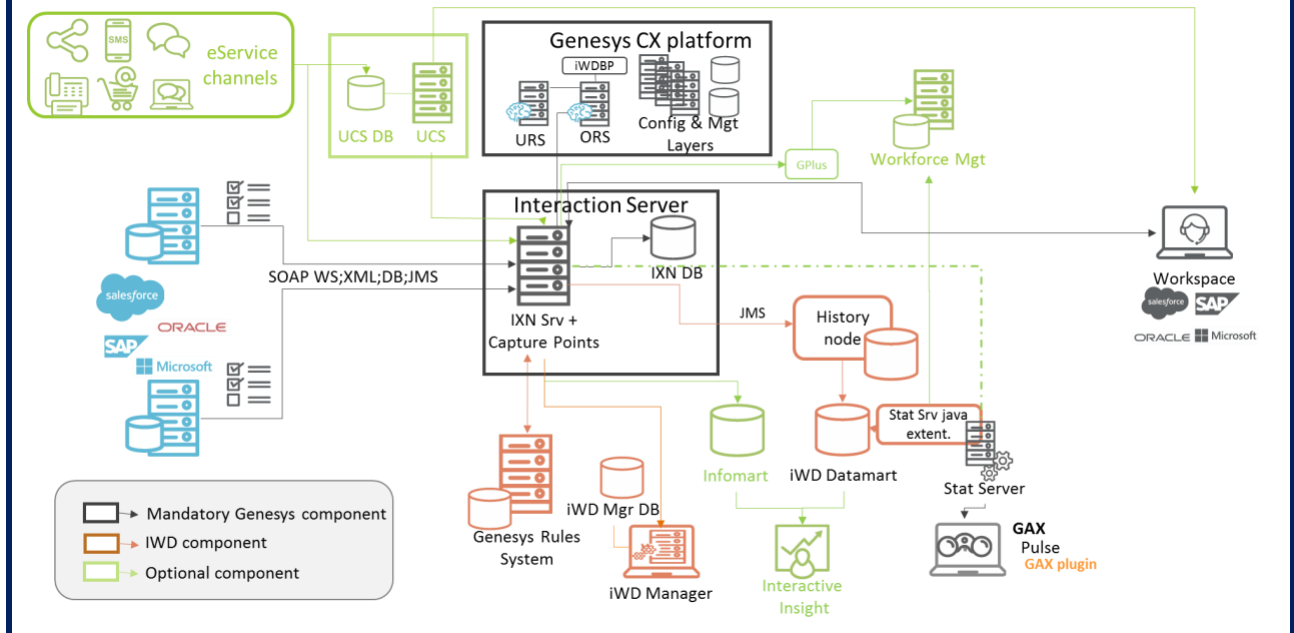 SMS
eService
channels
UCS DB
UCS
Genesys CX platform
iWDBP
URS
ORS
Config & Mgt
Layers
GPlus
Workforce Mgt
Interaction Server
IXN DB
IXN Srv +
Capture Points
SOAP WS;XML;DB;JMS
salesforce
ORACLE
SAP
Microsoft
JMS
History
node
Workspace
salesforce
SAP
ORACLE
Microsoft
Stat Srv java
extent.
Infomart
iWD Datamart
Stat Server
Genesys Rules
System
iWD Mgr DB
iWD Manager
Interactive
Insight
GAX
Pulse
GAX plugin
Mandatory Genesys component
IWD component
Optional component